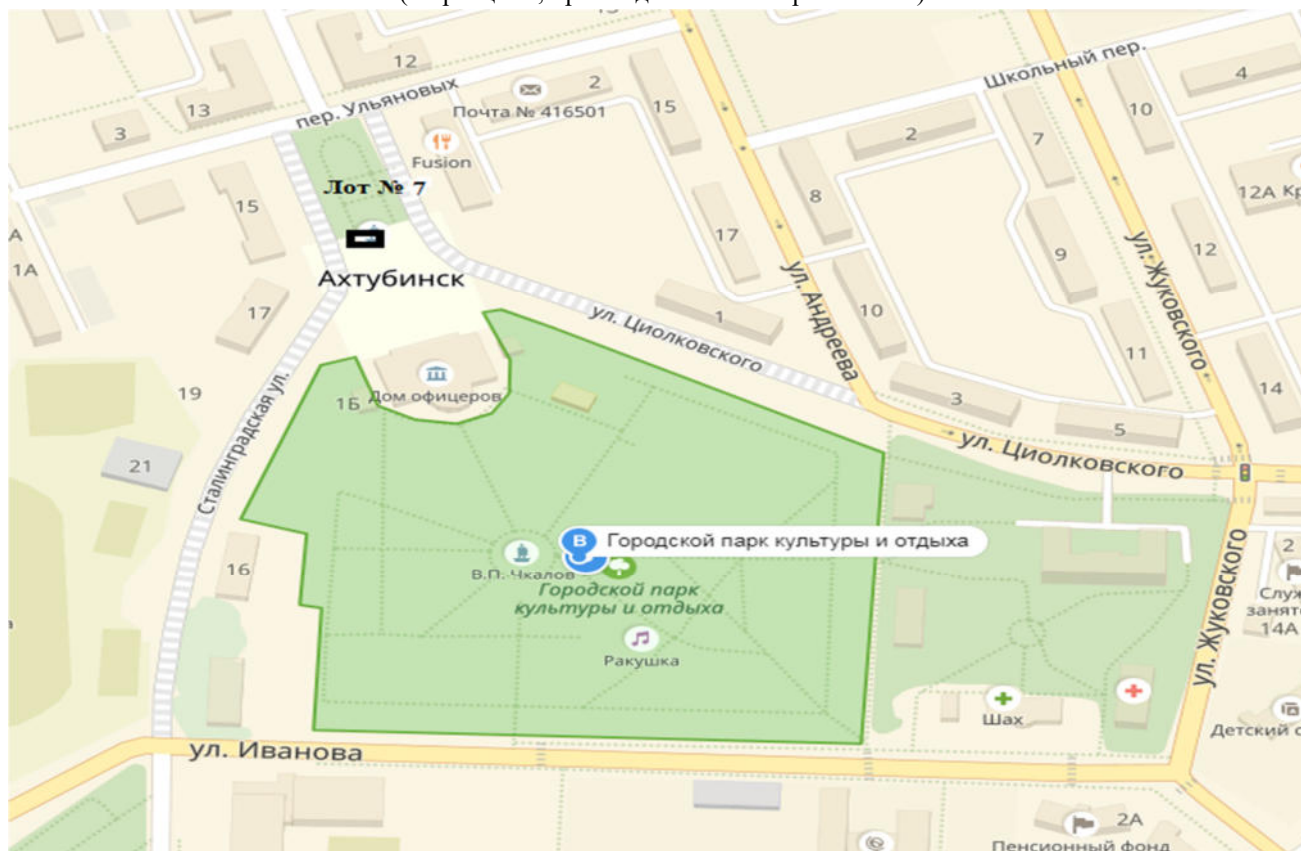 12
13
3
пер. Ульяновых
2
Почта № 416501
15
Школьный пер.
4
10
2
7
Fusion
Лот № 7
15
8
12А
17
9
12
ул. Жуковского
А
1А
Ахтубинск
17
ул. Андреева
10
1
ул. Циолковского
11
14
Дом офицеров
1Б
19
3
5
ул. Циолковского
21
Сталинградская ул.
16
В
Городской парк культуры и отдыха
В.П. Чкалов
Городской парк
культуры и отдыха
Ракушка
ул. Жуковского
2
14А
Шах
ул. Иванова
2А
Пенсионный фонд